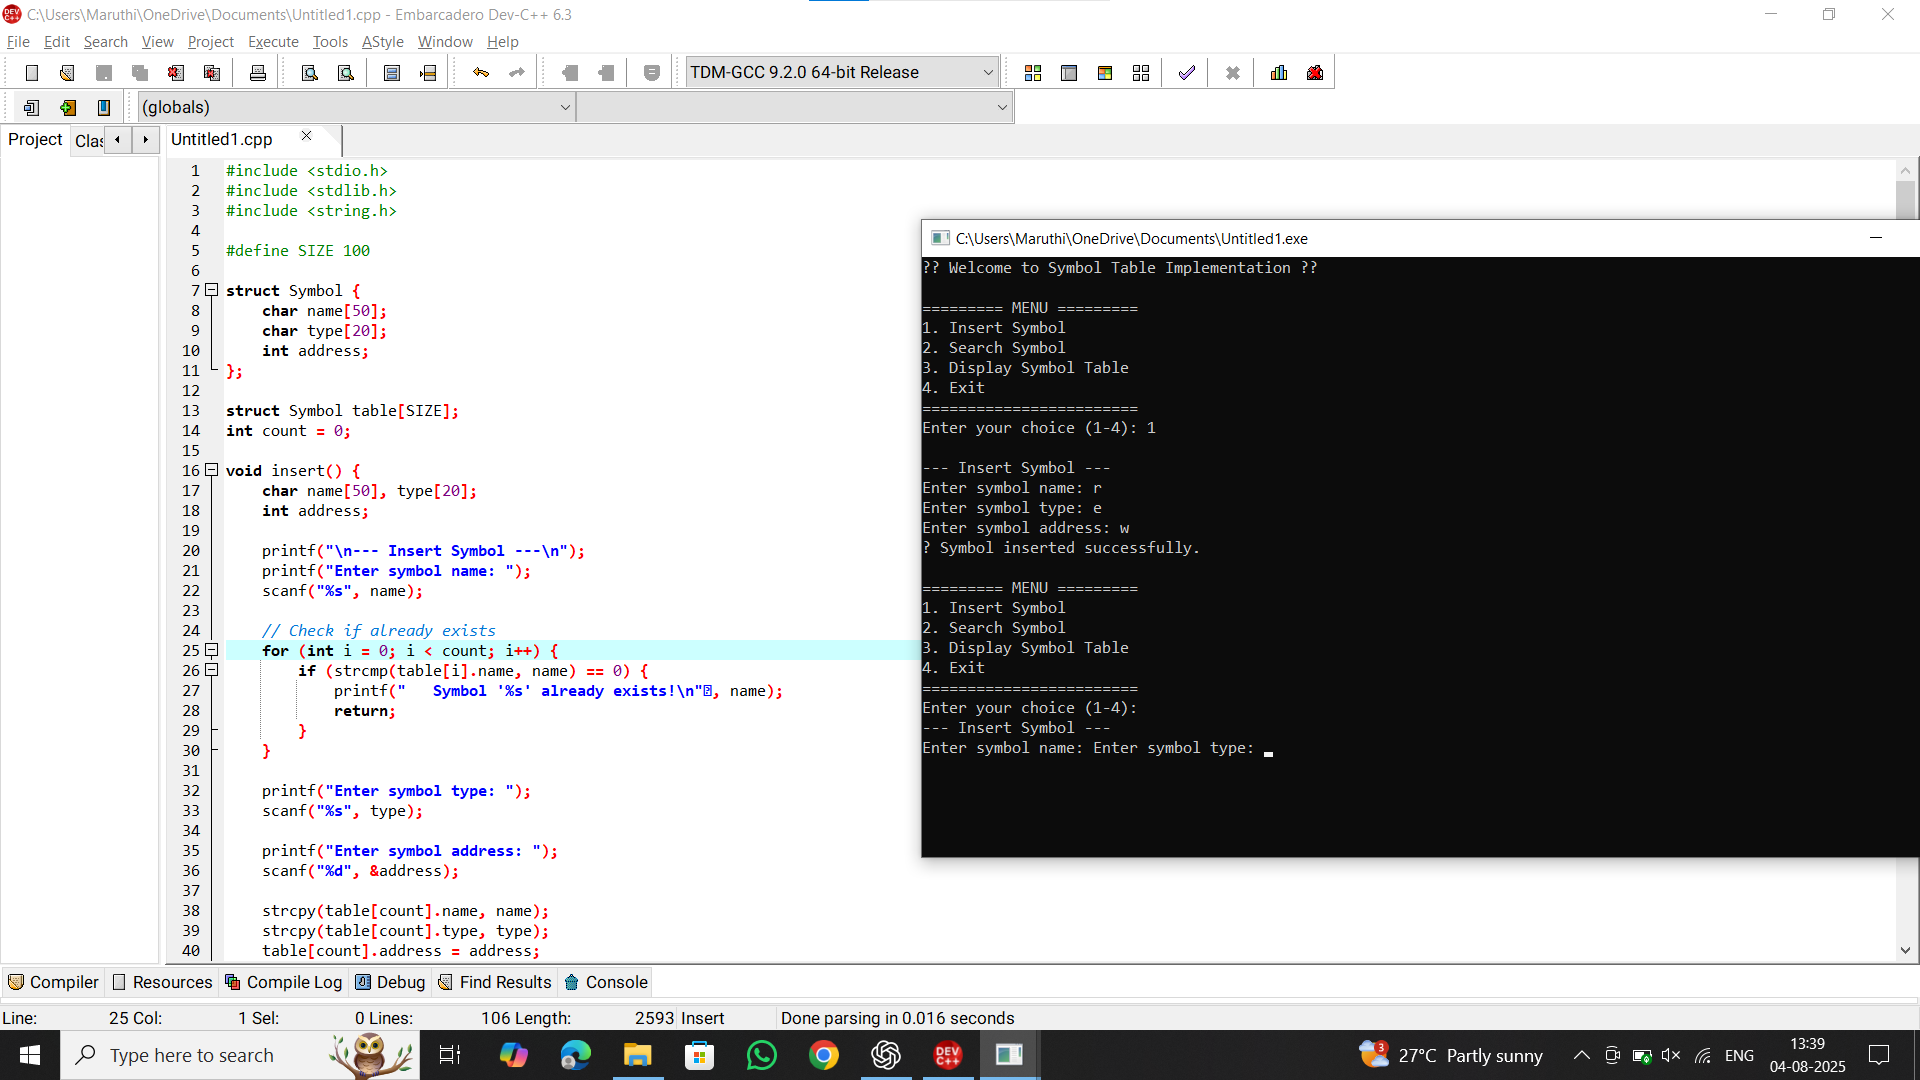 C:\Users\Maruthi\OneDrive\Documents\Untitled1.cpp - Embarcadero Dev-C++ 6.3
File Edit Search View Project Execute Tools AStyle Window Help
TDM-GCC 9.2.0 64-bit Release
(globals)
Project Clas
Untitled1.cpp
1 #include <stdio.h>
2 #include <stdlib.h>
3 #include <string.h>
4
5 #define SIZE 100
6
7 struct Symbol {
8 char name[50];
9 char type[20];
10 int address;
11 };
12
13 struct Symbol table[SIZE];
14 int count = 0;
15
16 void insert() {
17 char name[50], type[20];
18 int address;
19
20 printf("\n--- Insert Symbol ---\n");
21 printf("Enter symbol name: ");
22 scanf("%s", name);
23
24 // Check if already exists
25 for (int i = 0; i < count; i++) {
26 if (strcmp(table[i].name, name) == 0) {
27 printf("   Symbol '%s' already exists!\n", name);
28 return;
29 }
30 }
31
32 printf("Enter symbol type: ");
33 scanf("%s", type);
34
35 printf("Enter symbol address: ");
36 scanf("%d", &address);
37
38 strcpy(table[count].name, name);
39 strcpy(table[count].type, type);
40 table[count].address = address;
C:\Users\Maruthi\OneDrive\Documents\Untitled1.exe
?? Welcome to Symbol Table Implementation ??
========= MENU =========
1. Insert Symbol
2. Search Symbol
3. Display Symbol Table
4. Exit
========================
Enter your choice (1-4): 1
--- Insert Symbol ---
Enter symbol name: r
Enter symbol type: e
Enter symbol address: w
? Symbol inserted successfully.
========= MENU =========
1. Insert Symbol
2. Search Symbol
3. Display Symbol Table
4. Exit
========================
Enter your choice (1-4):
--- Insert Symbol ---
Enter symbol name: Enter symbol type:
Compiler Resources Compile Log Debug Find Results Console
Line: 25 Col: 1 Sel: 0 Lines: 106 Length: 2593 Insert Done parsing in 0.016 seconds
Type here to search
DEV C++
3
27°C Partly sunny
ENG
13:39
04-08-2025